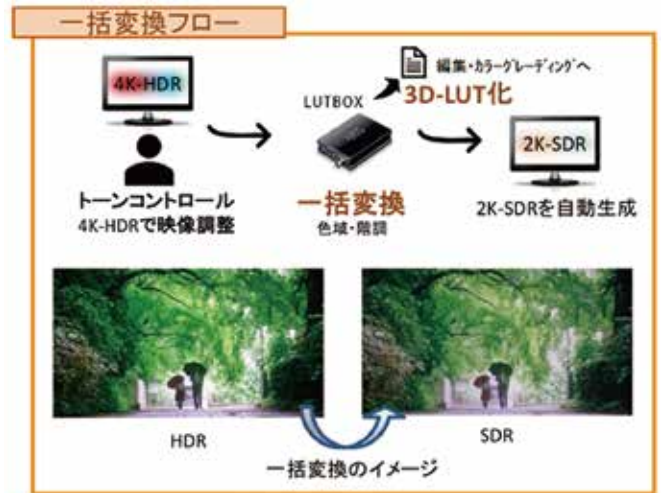 一括変換フロー
4K-HDR
トーンコントロール
4K-HDRで映像調整
LUTBOX
一括変換
色域・階調
編集・カラーグレーディングへ
3D-LUT化
2K-SDR
2K-SDRを自動生成
HDR
SDR
一括変換のイメージ